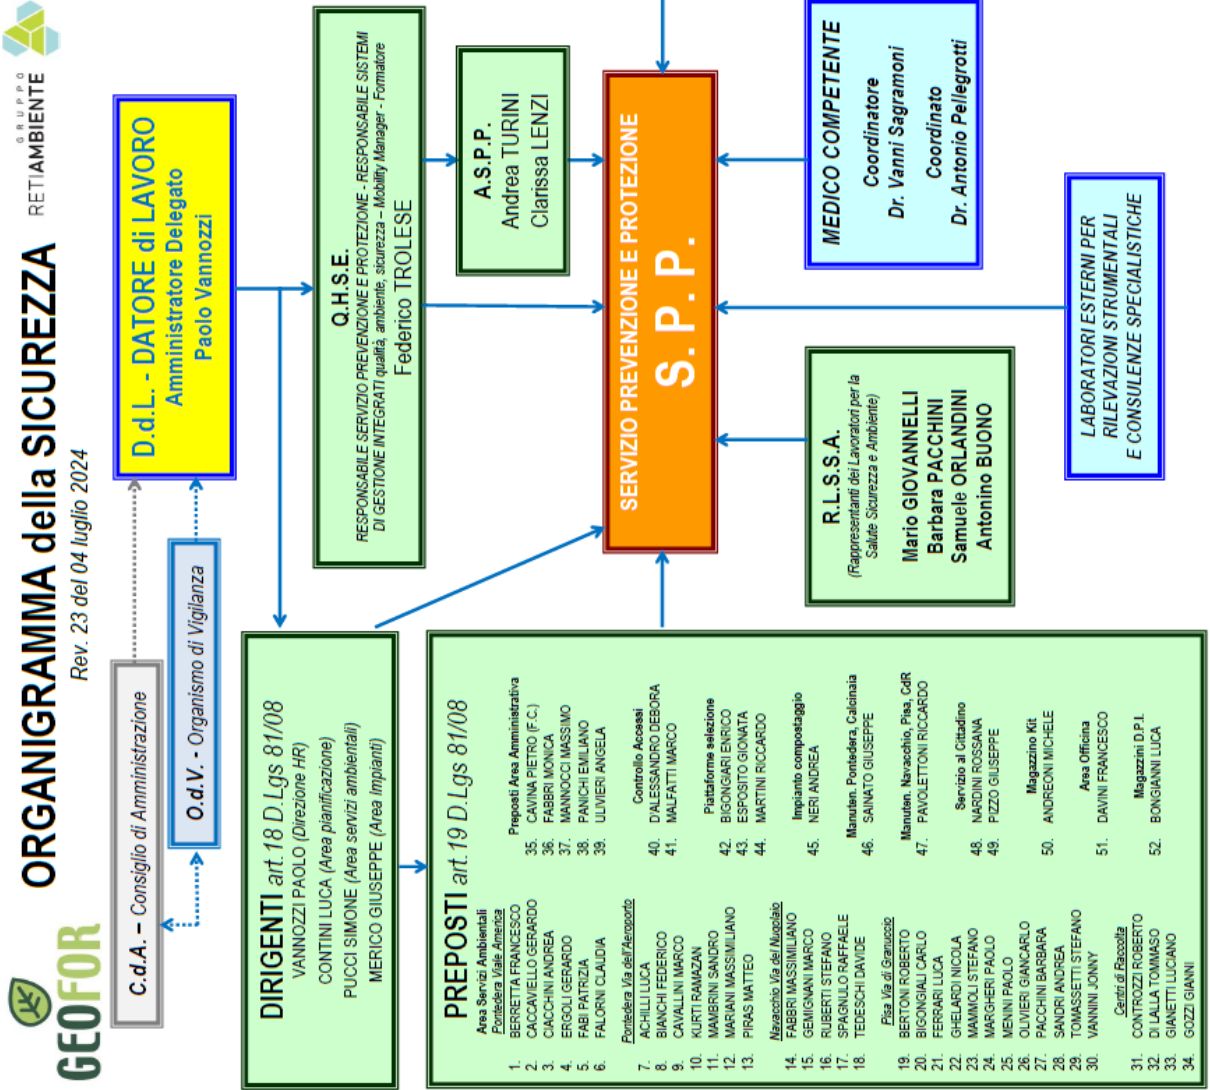 GEOFOR
ORGANIGRAMMA della SICUREZZA
Rev. 23 del 04 luglio 2024
GRUPPO
RETIAMBIENTE
C.d.A. – Consiglio di Amministrazione
O.d.V. - Organismo di Vigilanza
D.d.L. - DATORE di LAVORO
Amministratore Delegato
Paolo Vannozzi
DIRIGENTI art.18 D.Lgs 81/08
VANNOZZI PAOLO (Direzione HR)
CONTINI LUCA (Area pianificazione)
PUCCI SIMONE (Area servizi ambientali)
MERICO GIUSEPPE (Area Impianti)
Q.H.S.E.
RESPONSABILE SERVIZIO PREVENZIONE E PROTEZIONE - RESPONSABILE SISTEMI
DI GESTIONE INTEGRATI qualità, ambiente, sicurezza – Mobility Manager - Formatore
Federico TROLESE
A.S.P.P.
Andrea TURINI
Clarissa LENZI
PREPOSTI art.19 D.Lgs 81/08
Area Servizi Ambientali
Pontedera Viale America
1. BERRETTA FRANCESCO
2. CACCAVIELLO GERARDO
3. CIACCHINI ANDREA
4. ERGOLI GERARDO
5. FABI PATRIZIA
6. FALORNI CLAUDIA
Pontedera Via dell'Aeroporto
7. ACHILLI LUCA
8. BIANCHI FEDERICO
9. CAVALLINI MARCO
10. KURTI RAMAZAN
11. MAMBRINI SANDRO
12. MARIANI MASSIMILIANO
13. PIRAS MATTEO
Navacchio Via del Nugolaio
14. FABBRI MASSIMILIANO
15. GEMIGNANI MARCO
16. RUBERTI STEFANO
17. SPAGNULO RAFFAELE
18. TEDESCHI DAVIDE
Pisa Via di Granuccio
19. BERTONI ROBERTO
20. BIGONGIALI CARLO
21. FERRARI LUCA
22. GHELARDI NICOLA
23. MAMMOLI STEFANO
24. MARGHERI PAOLO
25. MENINI PAOLO
26. OLIVIERI GIANCARLO
27. PACCHINI BARBARA
28. SANDRI ANDREA
29. TOMASSETTI STEFANO
30. VANNINI JONNY
Centri di Raccolta
31. CONTROZZI ROBERTO
32. DI LALLA TOMMASO
33. GIANETTI LUCIANO
34. GOZZI GIANNI
Preposti Area Amministrativa
35. CAVINA PIETRO (F.C.)
36. FABBRI MONICA
37. MANNOCCI MASSIMO
38. PANICHI EMILIANO
39. ULIVIERI ANGELA
Controllo Accessi
40. D'ALESSANDRO DEBORA
41. MALFATTI MARCO
Piattaforme selezione
42. BIGONGIARI ENRICO
43. ESPOSITO GIONATA
44. MARTINI RICCARDO
Impianto compostaggio
45. NERI ANDREA
Manuten. Pontedera, Calcinaia
46. SAINATO GIUSEPPE
Manuten. Navacchio, Pisa, CdR
47. PAVOLETTONI RICCARDO
Servizio al Cittadino
48. NARDINI ROSSANA
49. PIZZO GIUSEPPE
Magazzino Kit
50. ANDREONI MICHELE
Area Officina
51. DAVINI FRANCESCO
Magazzini D.P.I.
52. BONGIANNI LUCA
SERVIZIO PREVENZIONE E PROTEZIONE
S. P. P.
R.L.S.S.A.
(Rappresentanti dei Lavoratori per la
Salute Sicurezza e Ambiente)
Mario GIOVANNELLI
Barbara PACCHINI
Samuele ORLANDINI
Antonino BUONO
MEDICO COMPETENTE
Coordinatore
Dr. Vanni Sagramoni
Coordinato
Dr. Antonio Pellegrotti
LABORATORI ESTERNI PER
RILEVAZIONI STRUMENTALI
E CONSULENZE SPECIALISTICHE